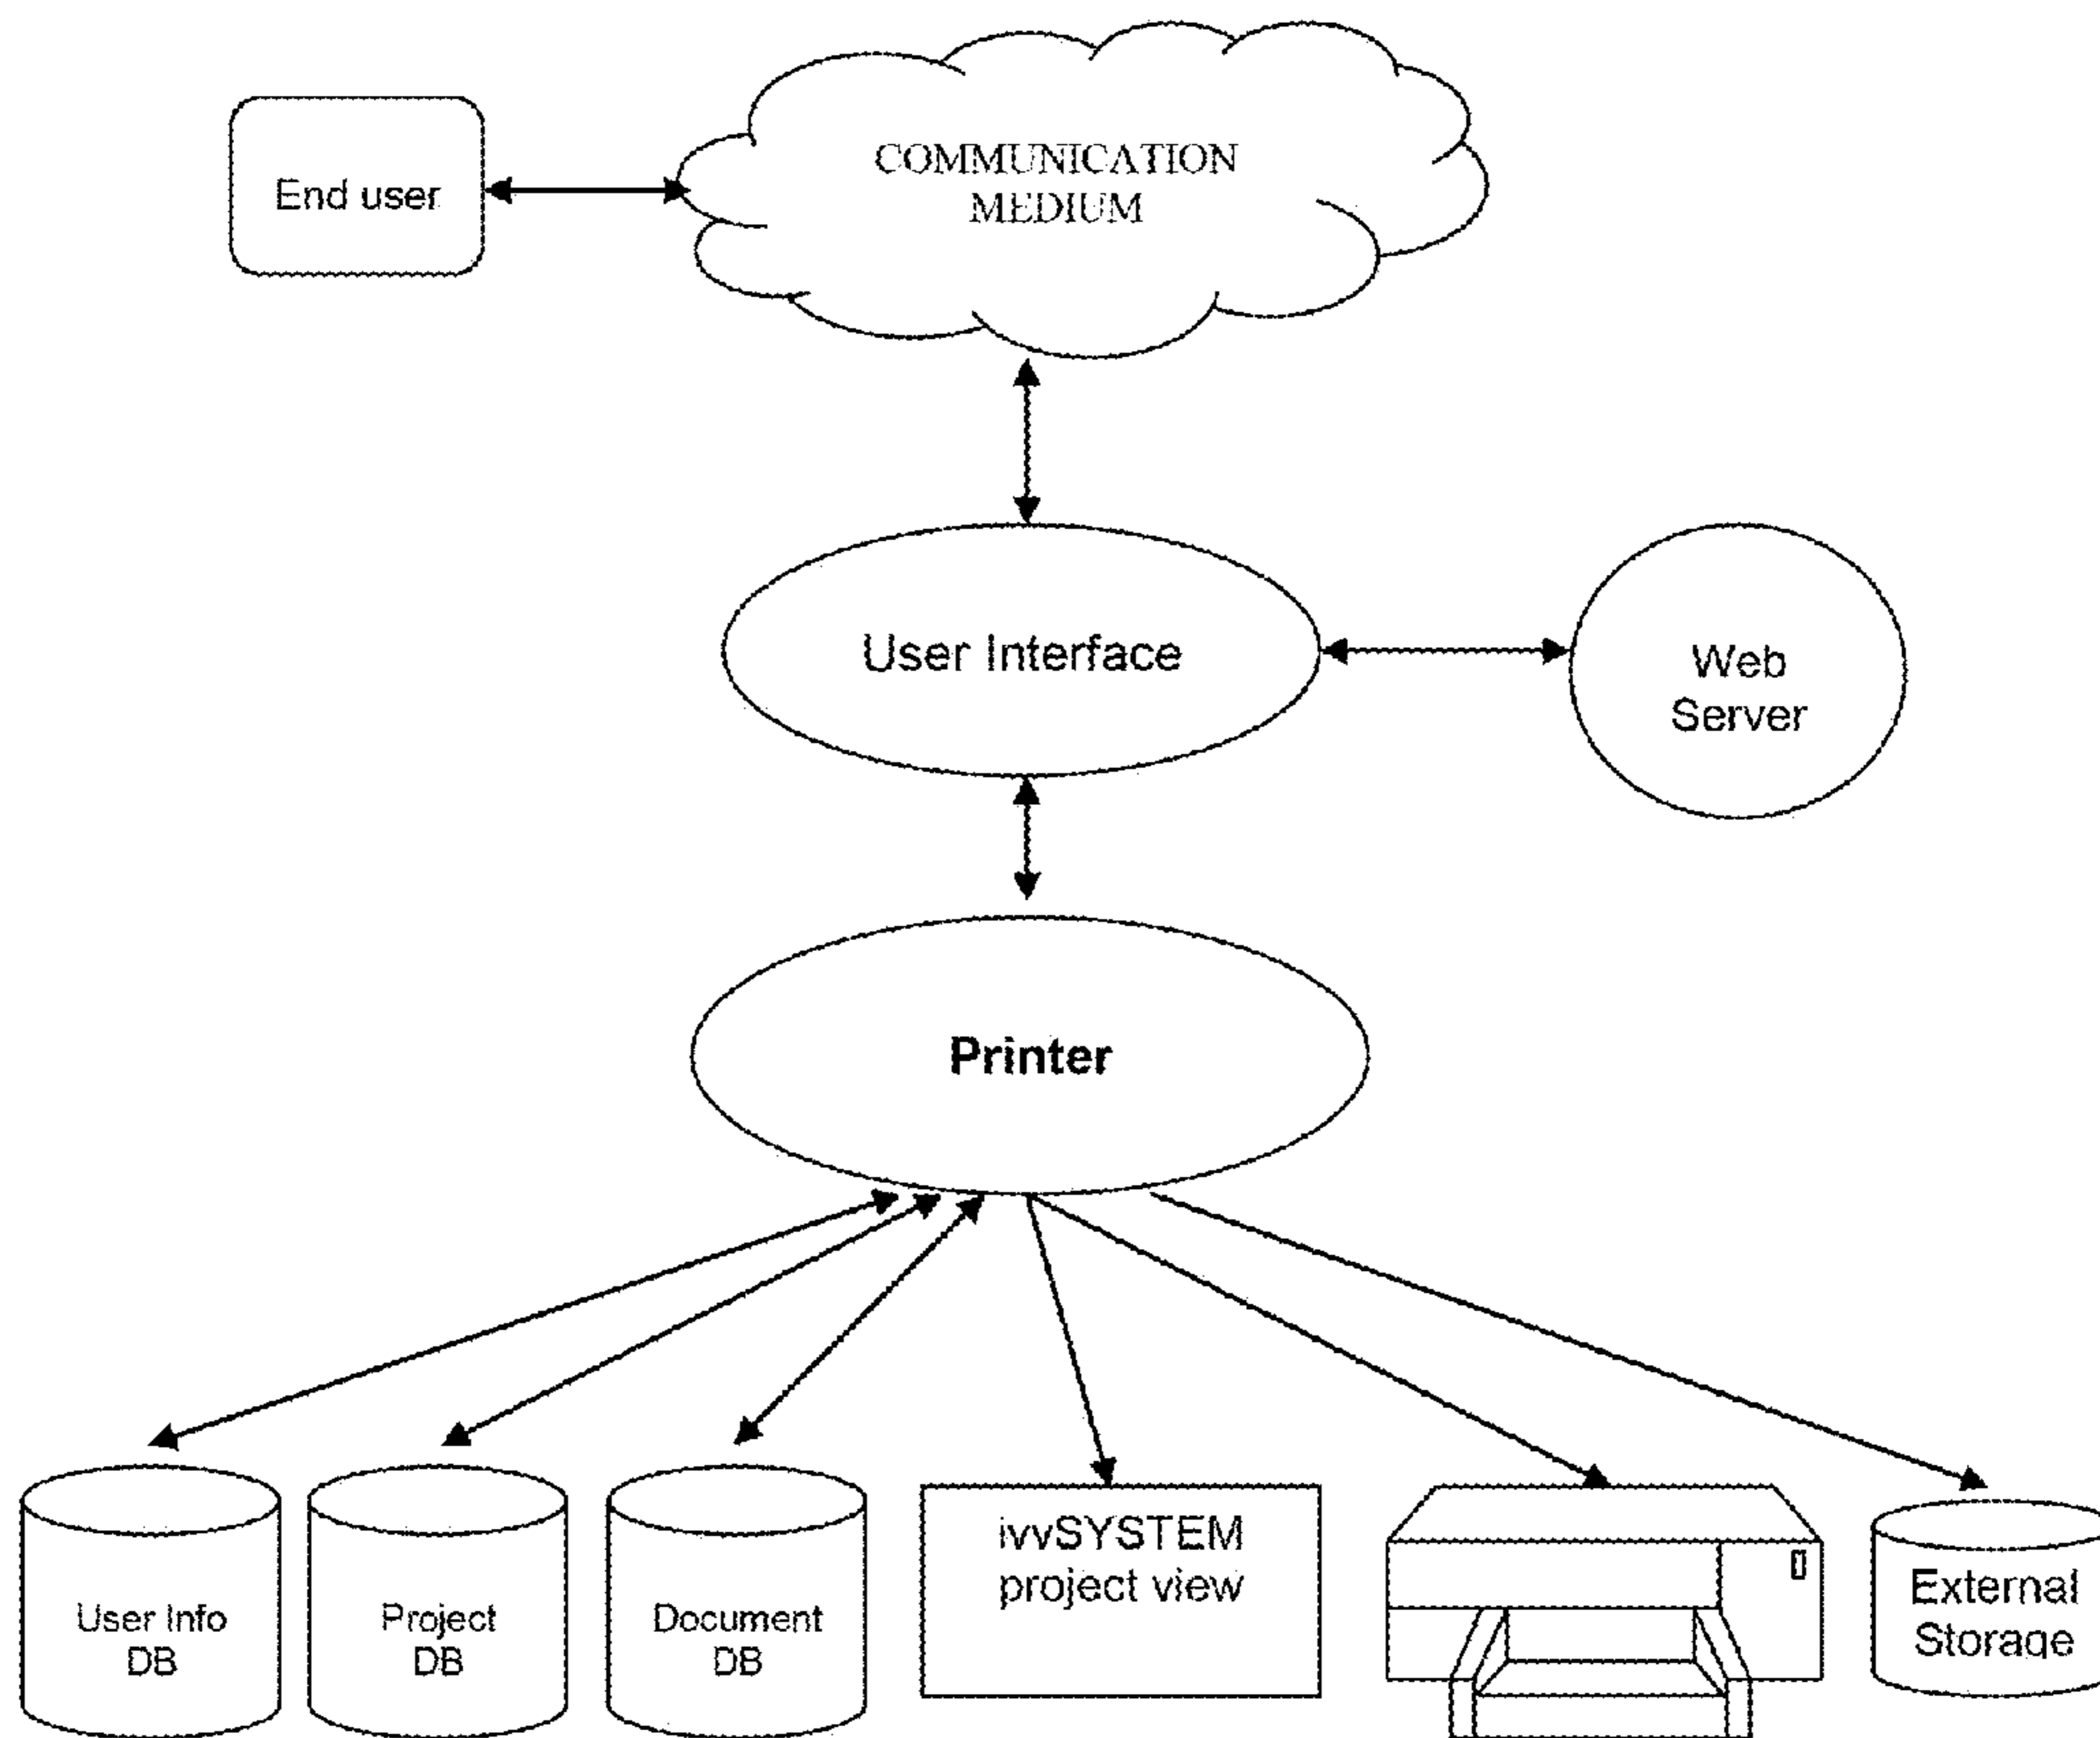 COMMUNICATION
MEDIUM
End user
User Interface
Web
Server
Printer
User Info
DB
Project
DB
Document
DB
ivvSYSTEM
project view
External
Storage